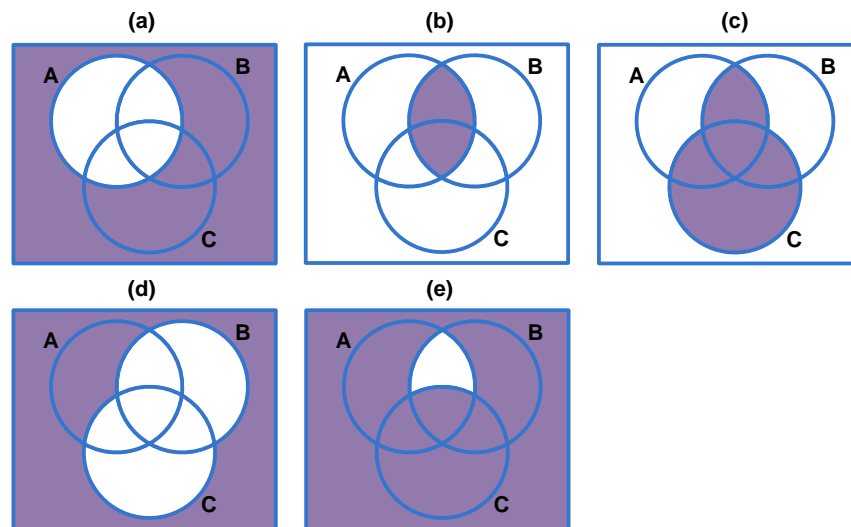 (a) (b) (c)
A B A B A B
C C C
(d) (e)
A B A B
C C